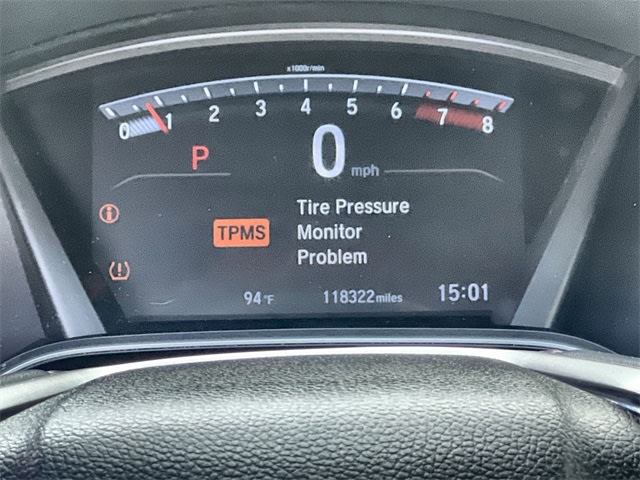 x1000r/min
0 1 2 3 4 5 6 7 8
P 0 mph
Tire Pressure
TPMS Monitor
Problem
94°F 118322 miles 15:01